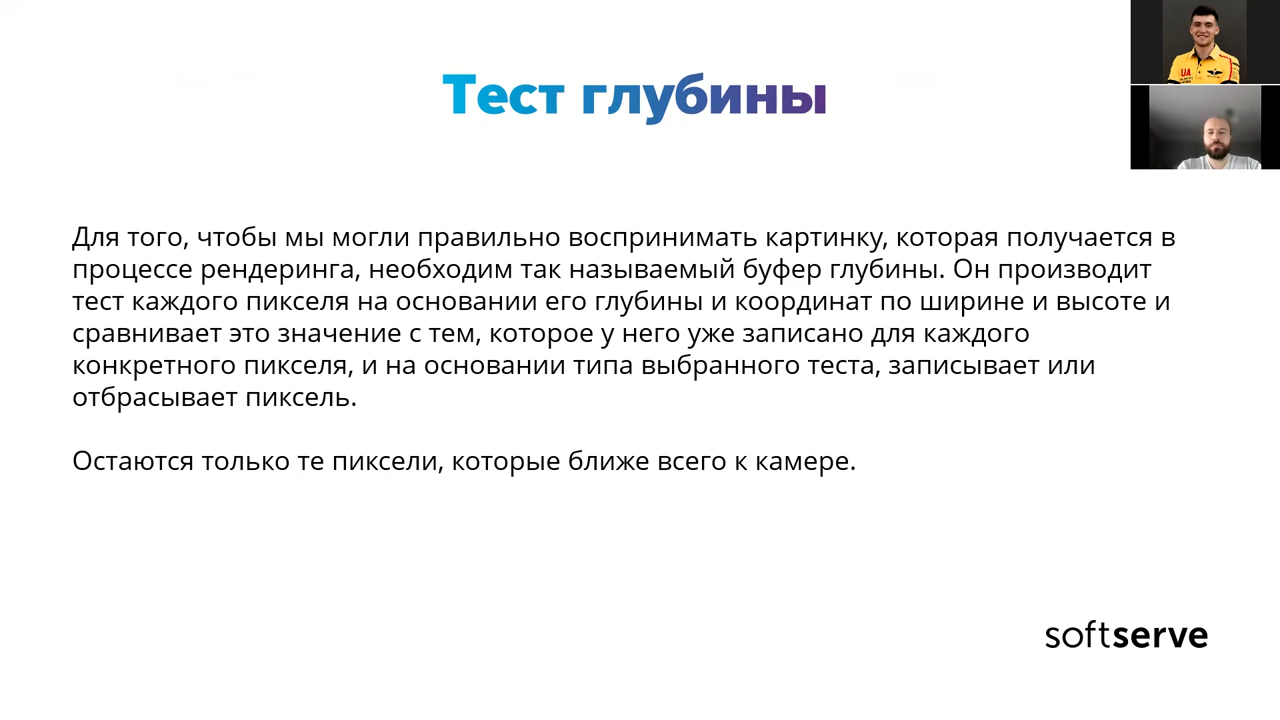 Тест глубины
UA
Для того, чтобы мы могли правильно воспринимать картинку, которая получается в
процессе рендеринга, необходим так называемый буфер глубины. Он производит
тест каждого пикселя на основании его глубины и координат по ширине и высоте и
сравнивает это значение с тем, которое у него уже записано для каждого
конкретного пикселя, и на основании типа выбранного теста, записывает или
отбрасывает пиксель.
Остаются только те пиксели, которые ближе всего к камере.
softserve